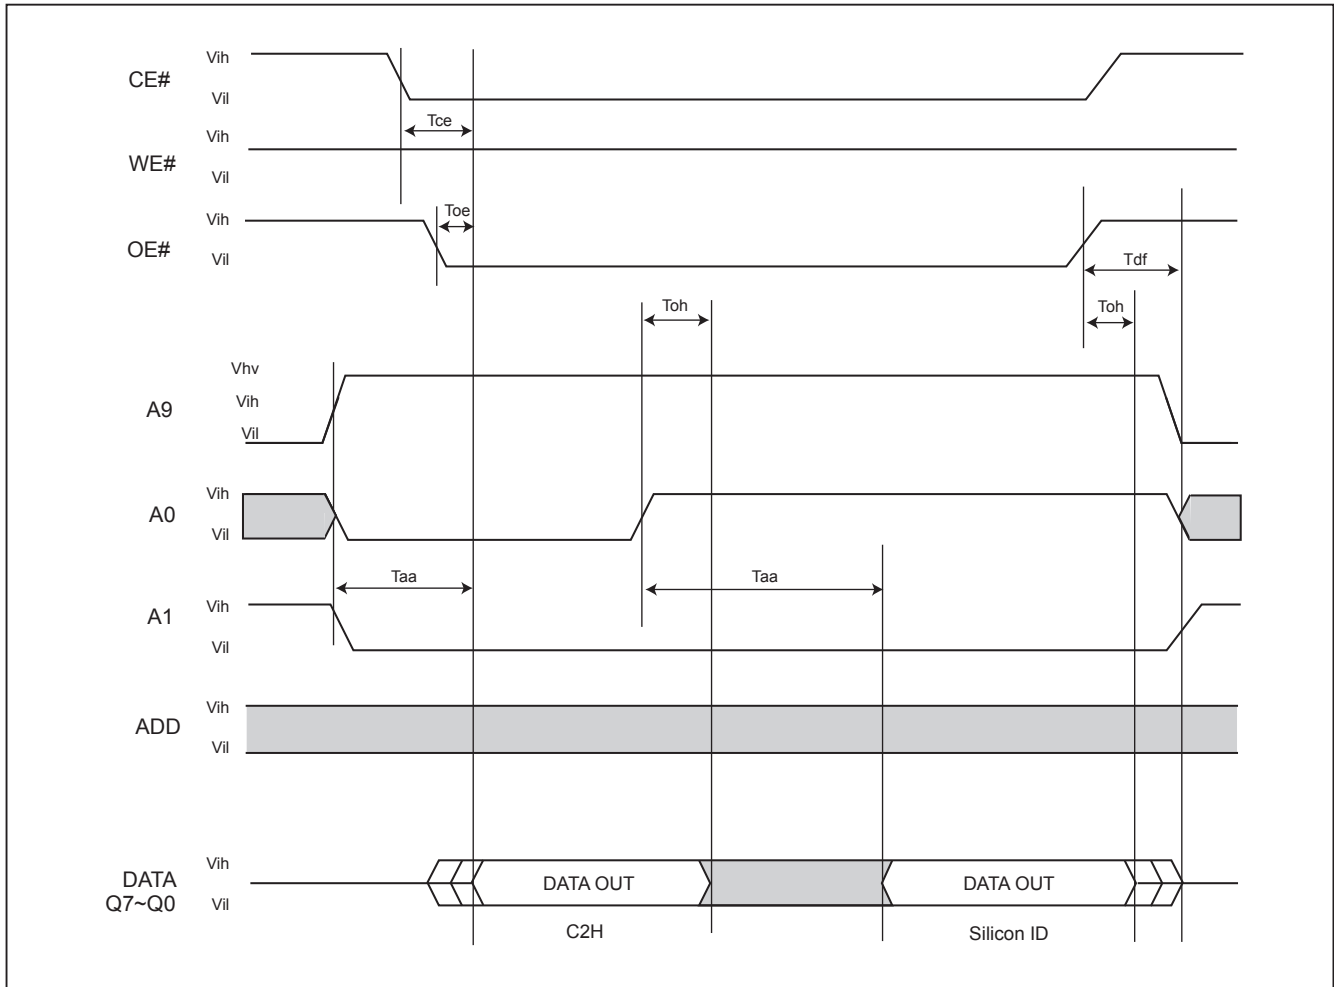 Vih
CE#
Vil
Tce
Vih
WE#
Vil
Toe
Vih
OE#
Vil
Tdf
Toh
Toh
Vhv
A9
Vih
Vil
Vih
A0
Vil
Taa
Taa
Vih
A1
Vil
Vih
ADD
Vil
Vih
DATA
Q7~Q0
Vil
DATA OUT
DATA OUT
C2H
Silicon ID